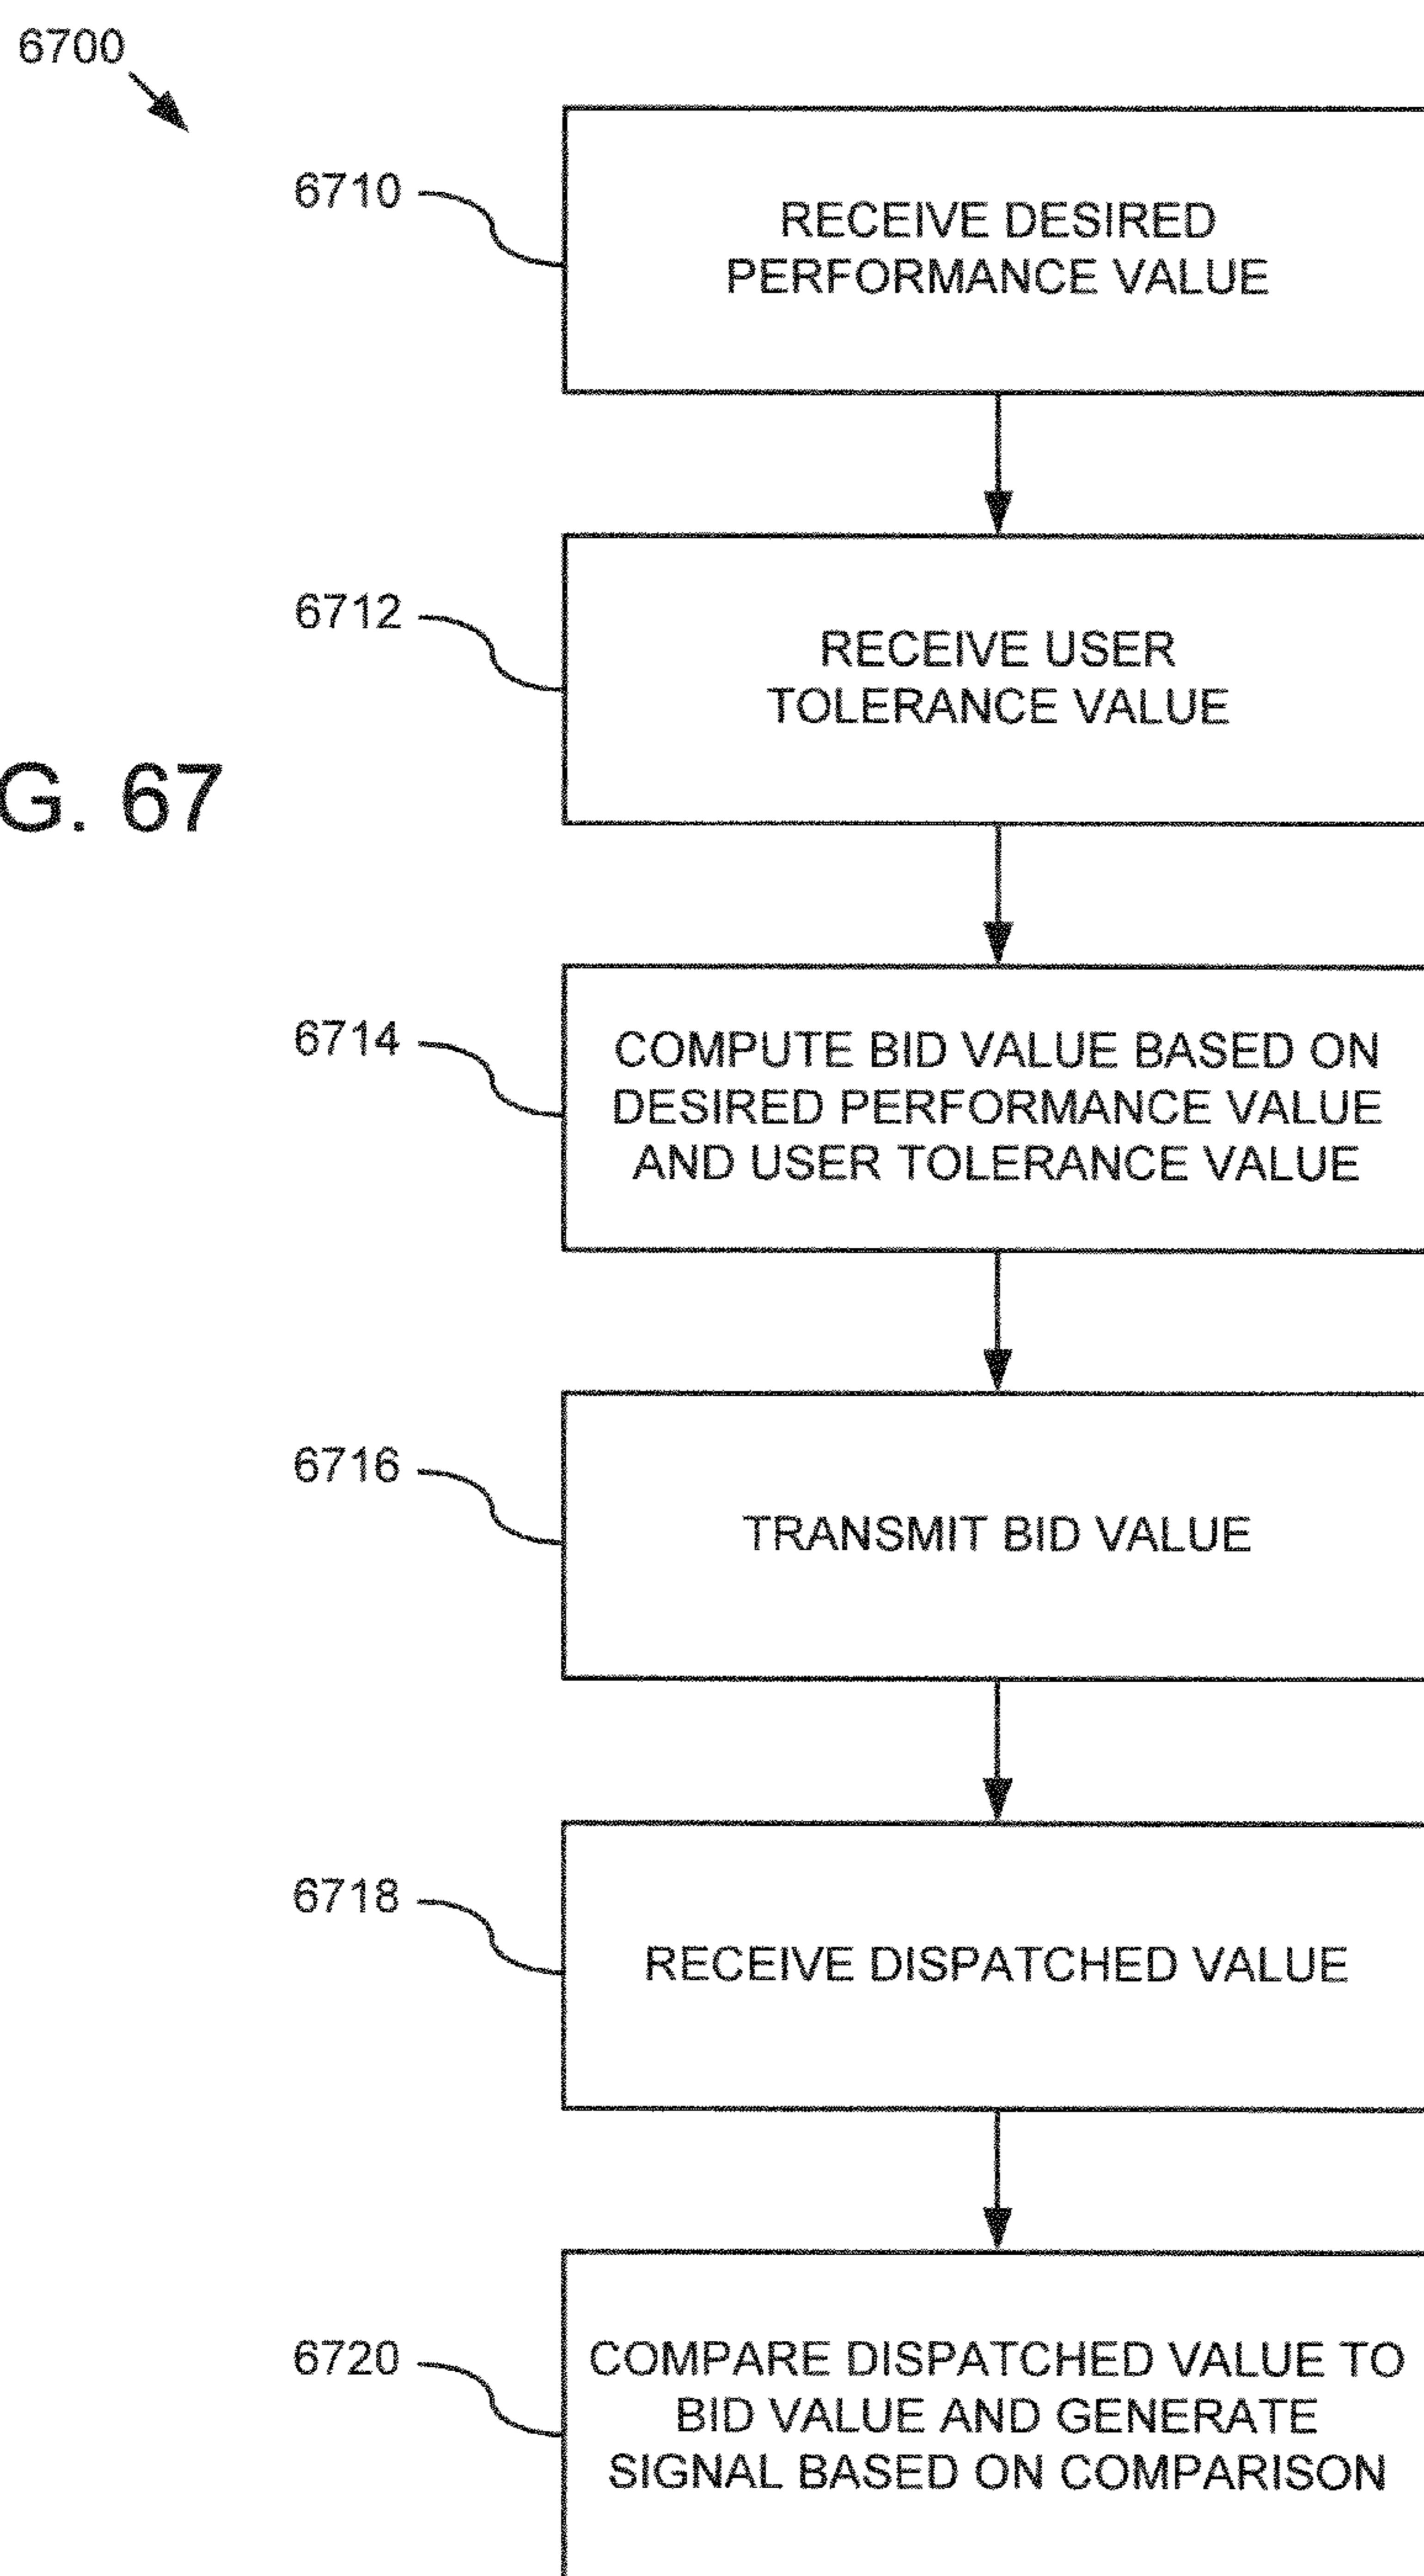 6700
6710
RECEIVE DESIRED
PERFORMANCE VALUE
6712
RECEIVE USER
TOLERANCE VALUE
G. 67
6714
COMPUTE BID VALUE BASED ON
DESIRED PERFORMANCE VALUE
AND USER TOLERANCE VALUE
6716
TRANSMIT BID VALUE
6718
RECEIVE DISPATCHED VALUE
6720
COMPARE DISPATCHED VALUE TO
BID VALUE AND GENERATE
SIGNAL BASED ON COMPARISON